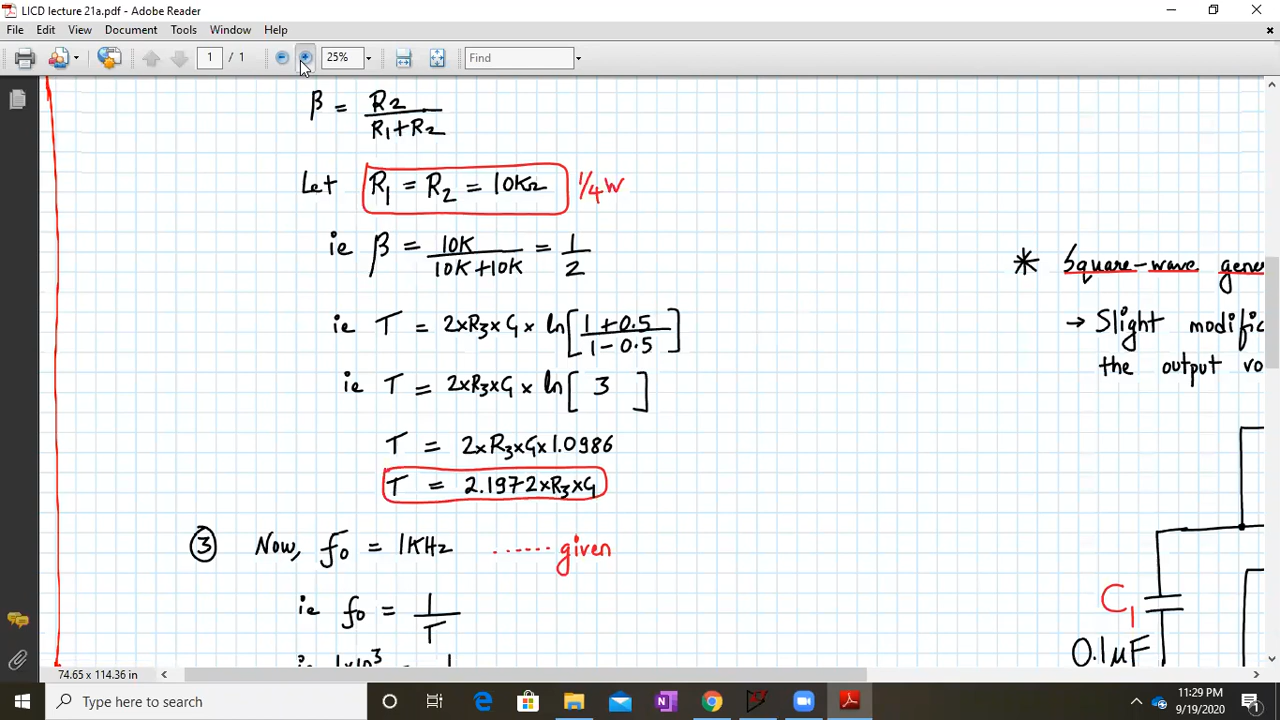 LICD lecture 21a.pdf - Adobe Reader
File Edit View Document Tools Window Help
1 / 1 25% Find
β = R2 / R1+R2
Let R1 = R2 = 10KΩ 1/4W
ie β = 10K / 10K+10K = 1/2
ie T = 2×R3×C1 × ln[1+0.5 / 1-0.5]
ie T = 2×R3×C1 × ln[3]
T = 2×R3×C1×1.0986
T = 2.1972×R3×C1
③ Now, fo = 1KHz ...... given
ie fo = 1 / T
* Square-wave gene
→ Slight modific
the output vo
C1
0.1μF
74.65 x 114.36 in
Type here to search
11:29 PM
9/19/2020